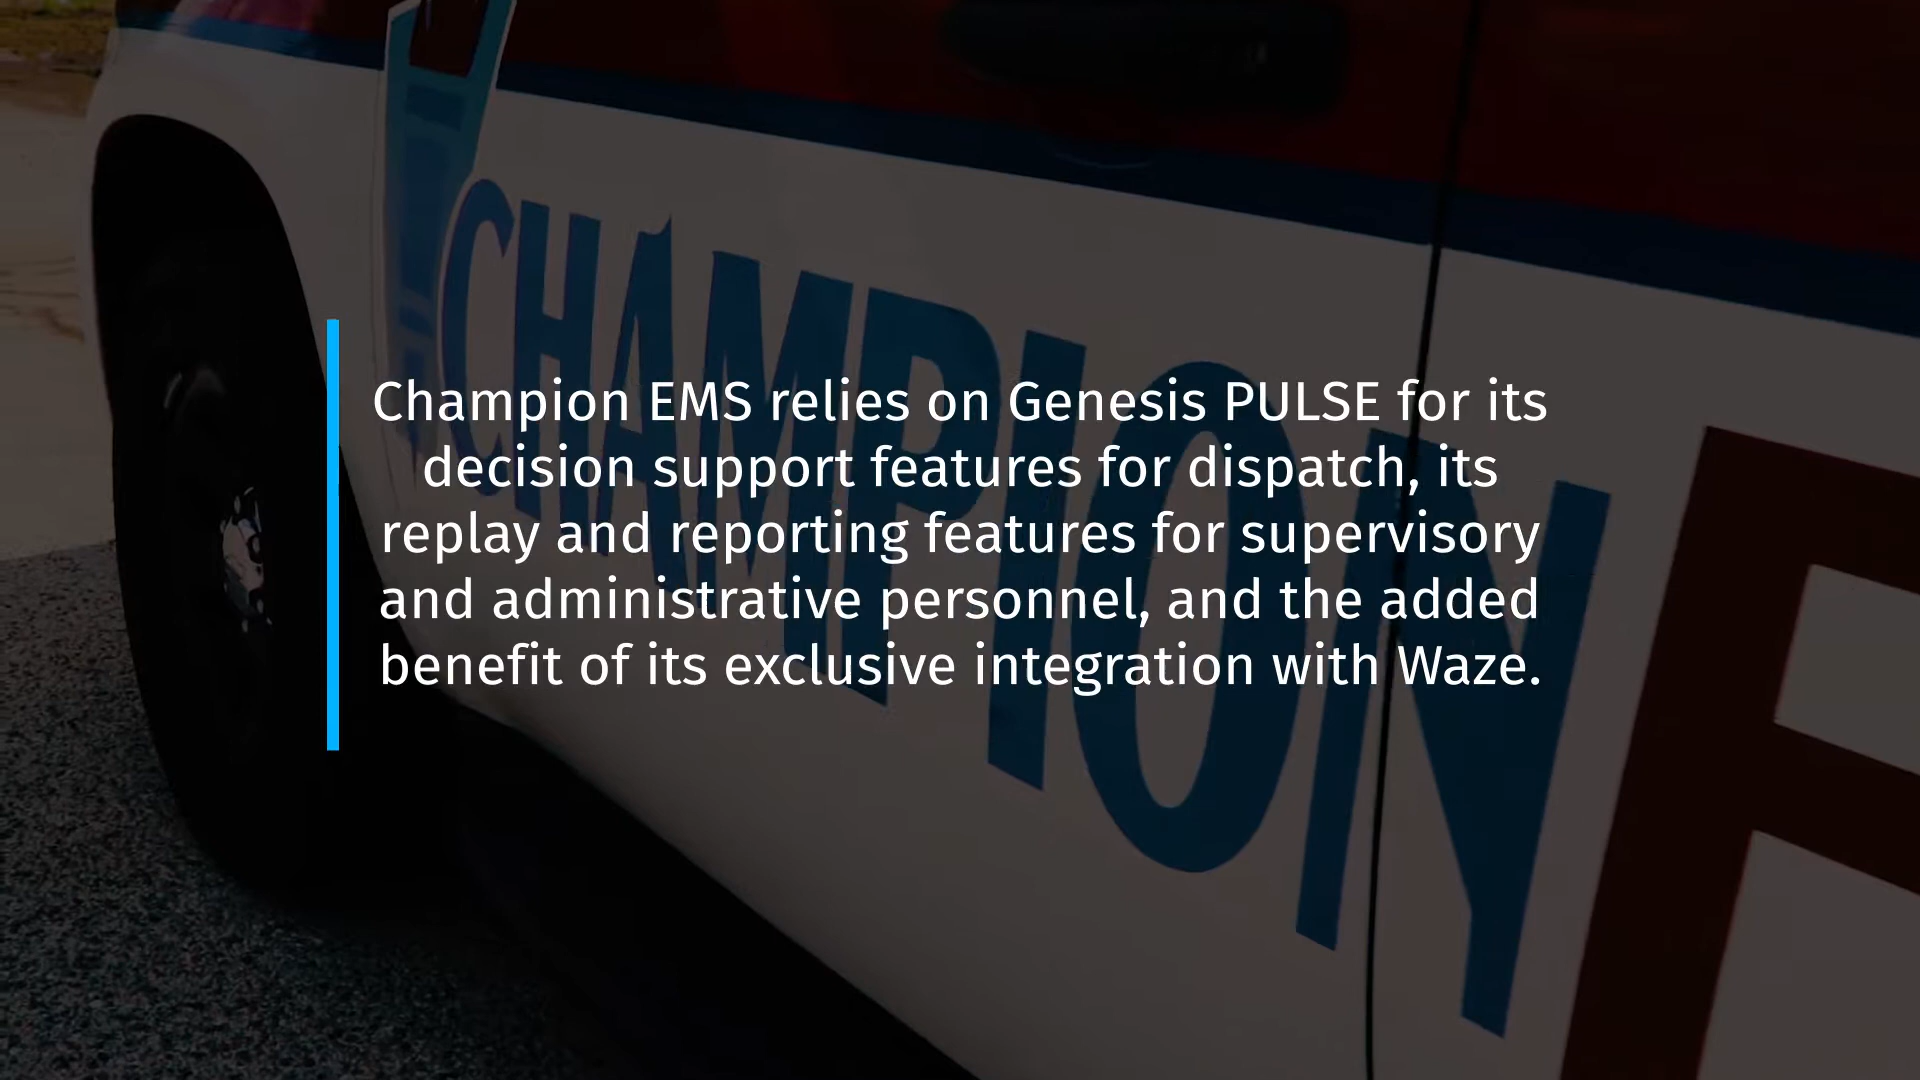 CHAMPION E
Champion EMS relies on Genesis PULSE for its
decision support features for dispatch, its
replay and reporting features for supervisory
and administrative personnel, and the added
benefit of its exclusive integration with Waze.